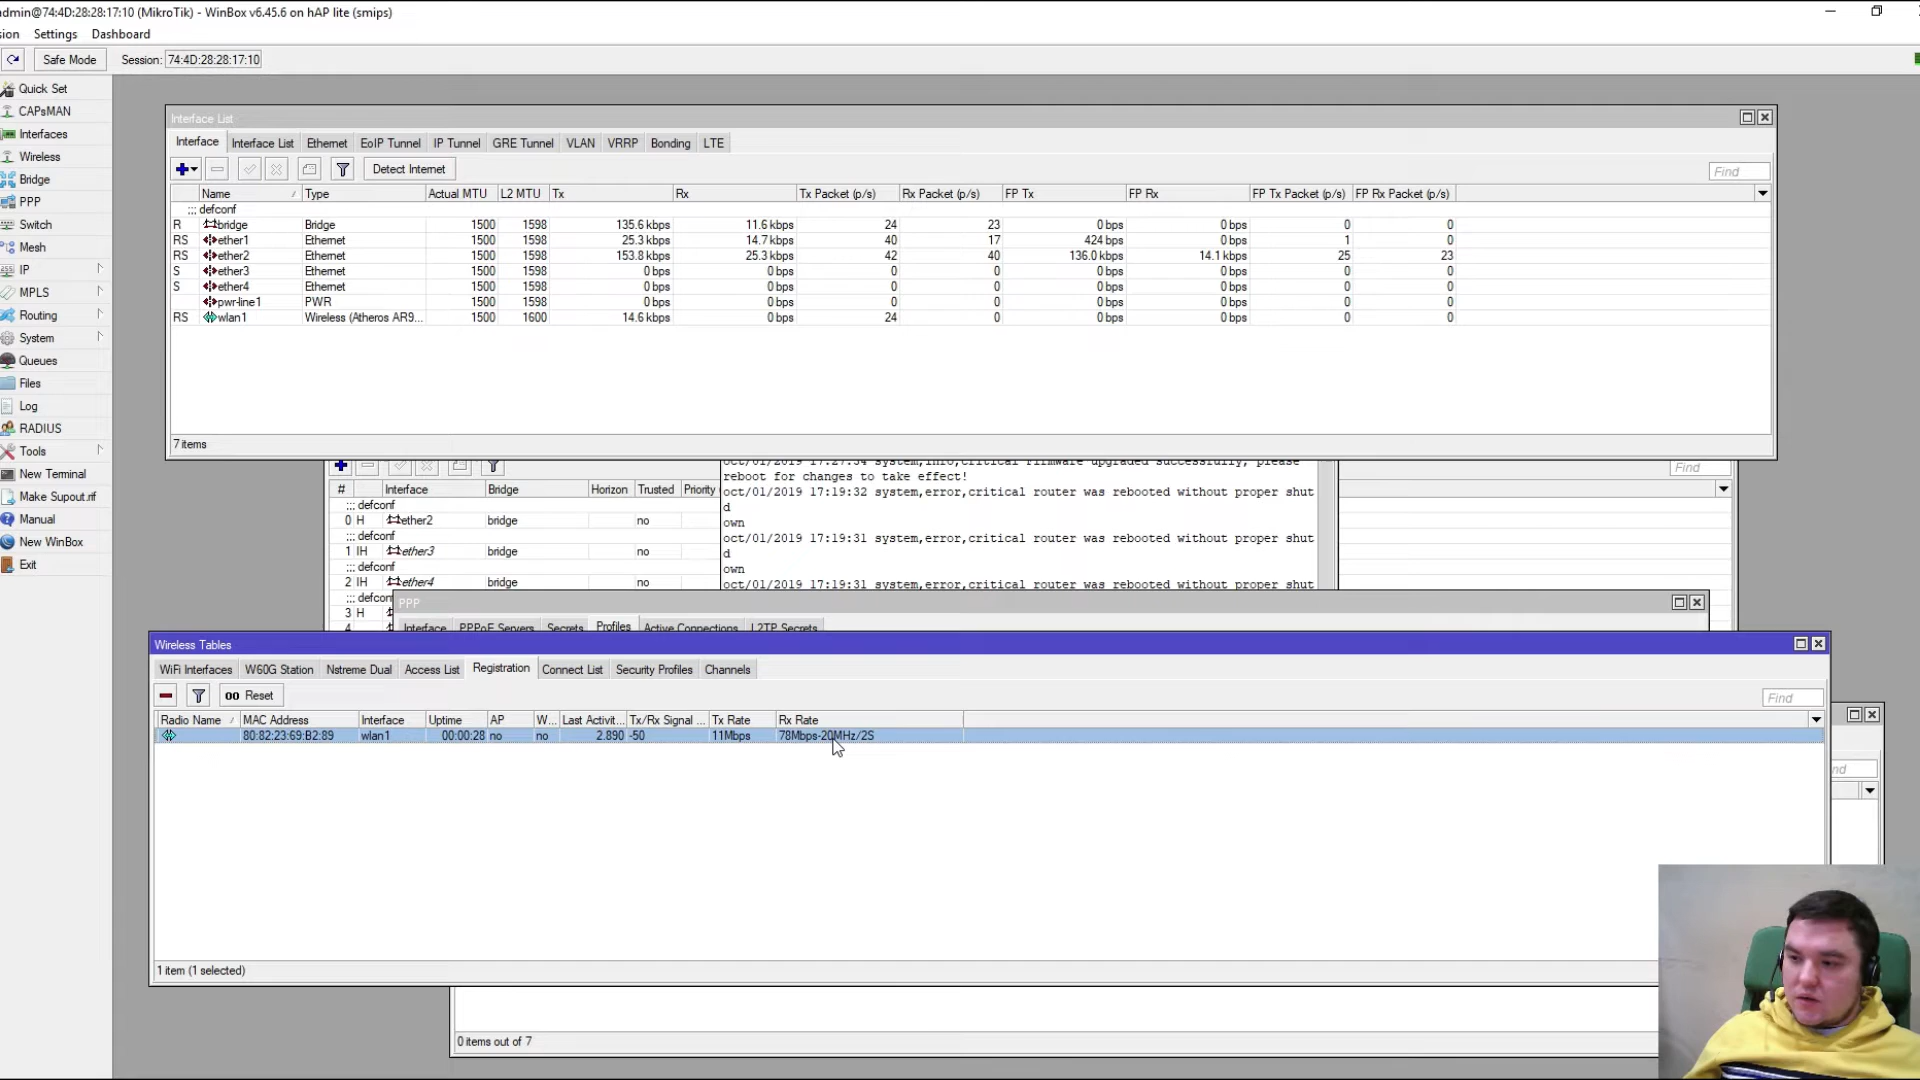 admin@74:4D:28:28:17:10 (MikroTik) - WinBox v6.45.6 on hAP lite (smips)
sion Settings Dashboard
Safe Mode Session: 74:4D:28:28:17:10
Quick Set
CAPsMAN
Interfaces
Wireless
Bridge
PPP
Switch
Mesh
IP
MPLS
Routing
System
Queues
Files
Log
RADIUS
Tools
New Terminal
Make Supout.rif
Manual
New WinBox
Exit
Interface List
Interface Interface List Ethernet EoIP Tunnel IP Tunnel GRE Tunnel VLAN VRRP Bonding LTE
Detect Internet Find
Name / Type Actual MTU L2 MTU Tx Rx Tx Packet (p/s) Rx Packet (p/s) FP Tx FP Rx FP Tx Packet (p/s) FP Rx Packet (p/s)
;;; defconf
R bridge Bridge 1500 1598 135.6 kbps 11.6 kbps 24 23 0 bps 0 bps 0 0
RS ether1 Ethernet 1500 1598 25.3 kbps 14.7 kbps 40 17 424 bps 0 bps 1 0
RS ether2 Ethernet 1500 1598 153.8 kbps 25.3 kbps 42 40 136.0 kbps 14.1 kbps 25 23
S ether3 Ethernet 1500 1598 0 bps 0 bps 0 0 0 bps 0 bps 0 0
S ether4 Ethernet 1500 1598 0 bps 0 bps 0 0 0 bps 0 bps 0 0
pwr-line1 PWR 1500 1598 0 bps 0 bps 0 0 0 bps 0 bps 0 0
RS wlan1 Wireless (Atheros AR9... 1500 1600 14.6 kbps 0 bps 24 0 0 bps 0 bps 0 0
7 items
Find
# Interface Bridge Horizon Trusted Priority
;;; defconf
0 H ether2 bridge no
;;; defconf
1 IH ether3 bridge no
;;; defconf
2 IH ether4 bridge no
;;; defconf
3 H
4
oct/01/2019 17:27:34 system,info,critical Firmware upgraded successfully, please
reboot for changes to take effect!
oct/01/2019 17:19:32 system,error,critical router was rebooted without proper shut
d
own
oct/01/2019 17:19:31 system,error,critical router was rebooted without proper shut
d
own
oct/01/2019 17:19:31 system,error,critical router was rebooted without proper shut
PPP
Interface PPPoE Servers Secrets Profiles Active Connections L2TP Secrets
Wireless Tables
WiFi Interfaces W60G Station Nstreme Dual Access List Registration Connect List Security Profiles Channels
00 Reset Find
Radio Name / MAC Address Interface Uptime AP W... Last Activit... Tx/Rx Signal ... Tx Rate Rx Rate
80:82:23:69:B2:89 wlan1 00:00:28 no no 2.890 -50 11Mbps 78Mbps-20MHz/2S
1 item (1 selected)
nd
0 items out of 7